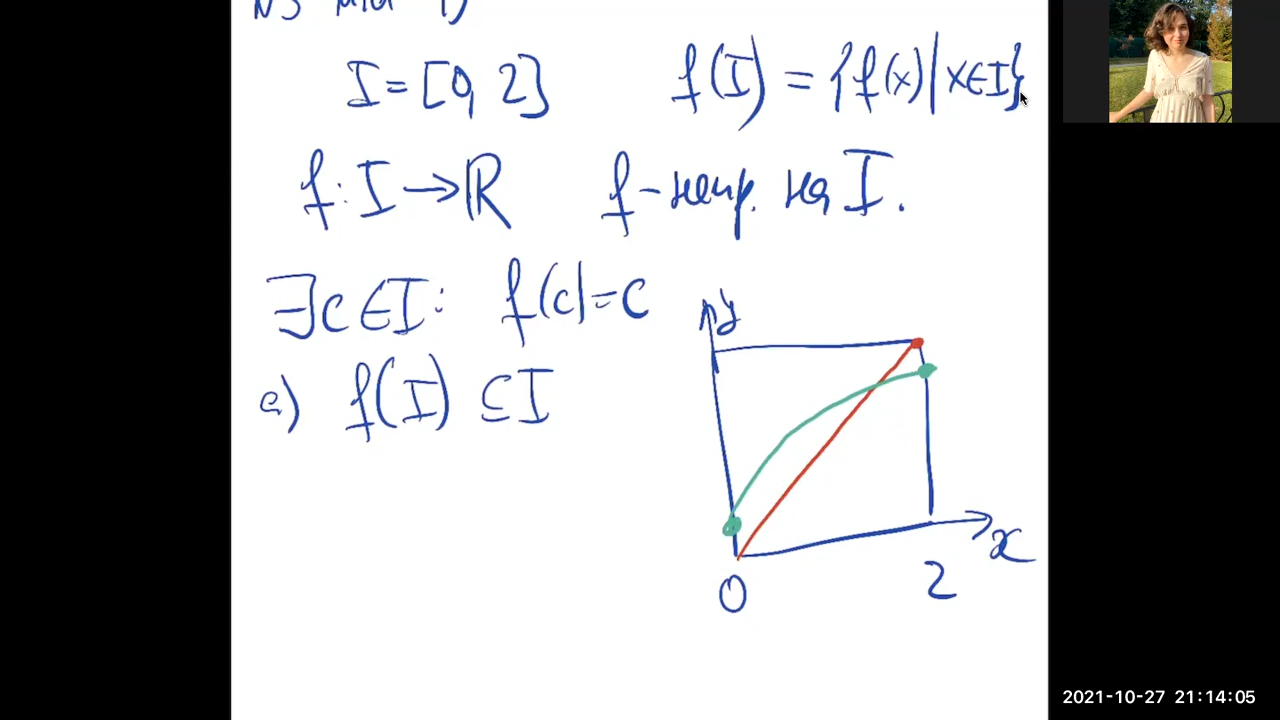 I = [0, 2] f(I) = {f(x) | x∈I}
f: I → ℝ f - непр. на I.
∃c ∈ I: f(c) = c
a) f(I) ⊆ I
y
x
0 2
2021-10-27 21:14:05